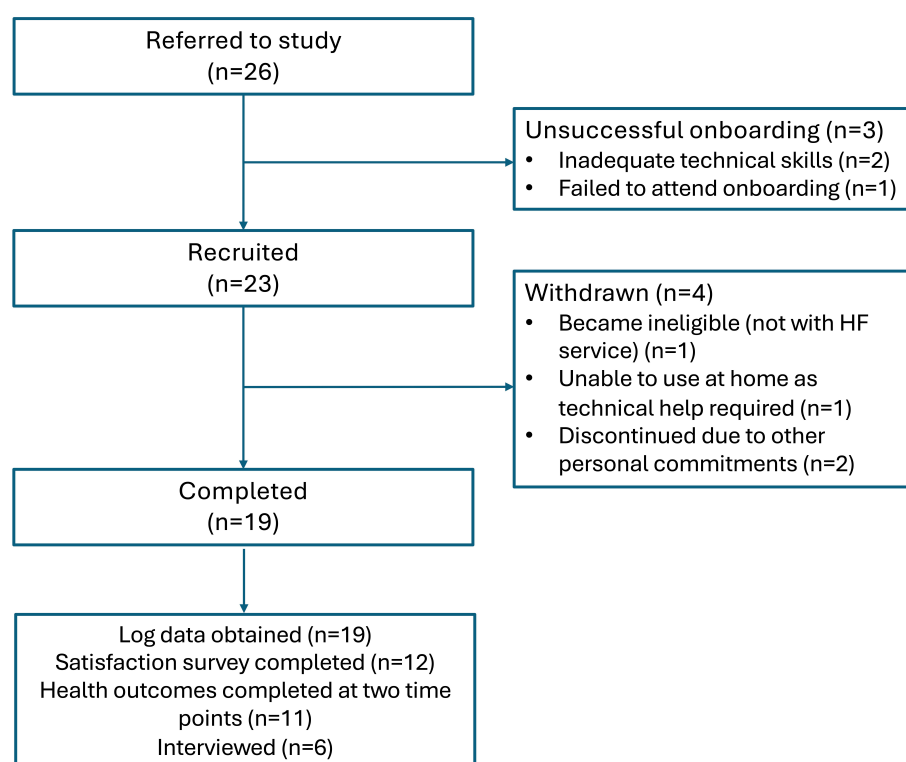 Referred to study
(n=26)
Unsuccessful onboarding (n=3)
• Inadequate technical skills (n=2)
• Failed to attend onboarding (n=1)
Recruited
(n=23)
Withdrawn (n=4)
• Became ineligible (not with HF
service) (n=1)
• Unable to use at home as
technical help required (n=1)
• Discontinued due to other
personal commitments (n=2)
Completed
(n=19)
Log data obtained (n=19)
Satisfaction survey completed (n=12)
Health outcomes completed at two time
points (n=11)
Interviewed (n=6)